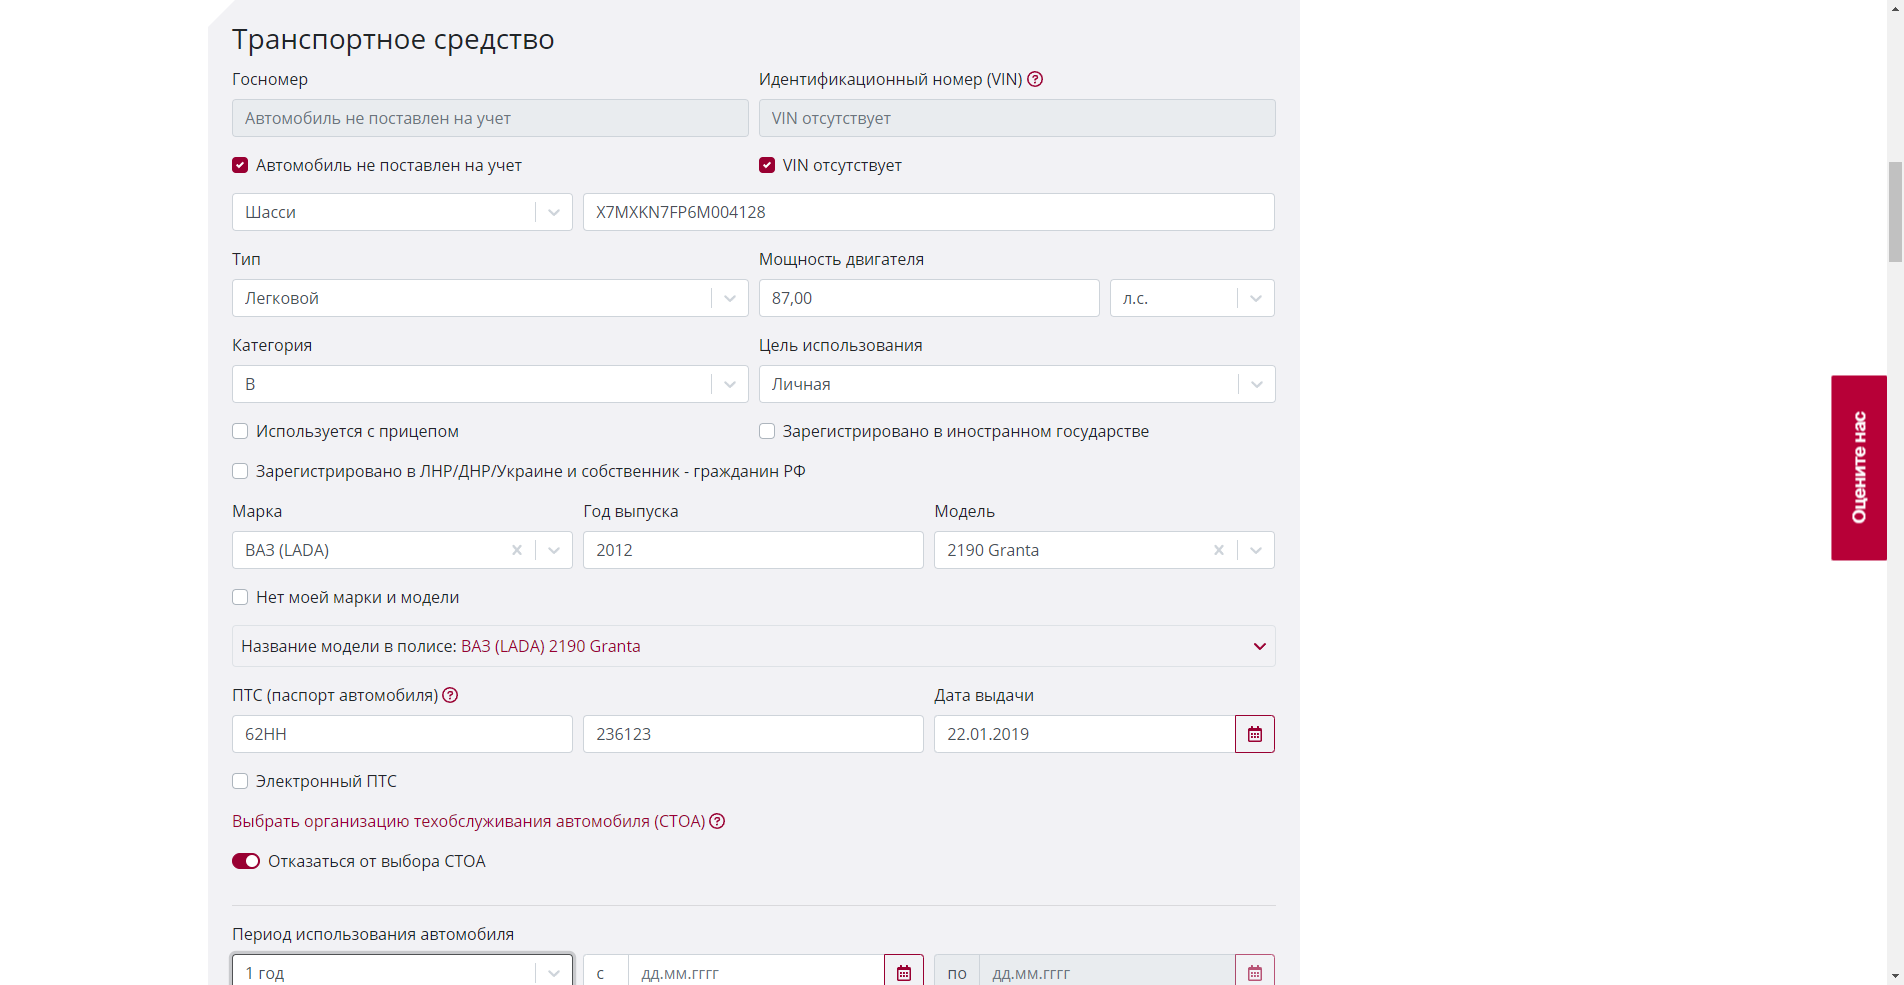 Транспортное средство
Госномер
Идентификационный номер (VIN)
Автомобиль не поставлен на учет
VIN отсутствует
Автомобиль не поставлен на учет
VIN отсутствует
Шасси
X7MXKN7FP6M004128
Тип
Мощность двигателя
Легковой
87,00
л.с.
Категория
Цель использования
B
Личная
Используется с прицепом
Зарегистрировано в иностранном государстве
Зарегистрировано в ЛНР/ДНР/Украине и собственник - гражданин РФ
Марка
Год выпуска
Модель
ВАЗ (LADA)
2012
2190 Granta
Нет моей марки и модели
Название модели в полисе: ВАЗ (LADA) 2190 Granta
ПТС (паспорт автомобиля)
Дата выдачи
62НН
236123
22.01.2019
Электронный ПТС
Выбрать организацию техобслуживания автомобиля (СТОА)
Отказаться от выбора СТОА
Период использования автомобиля
1 год
с
дд.мм.гггг
по
дд.мм.гггг
Оцените нас